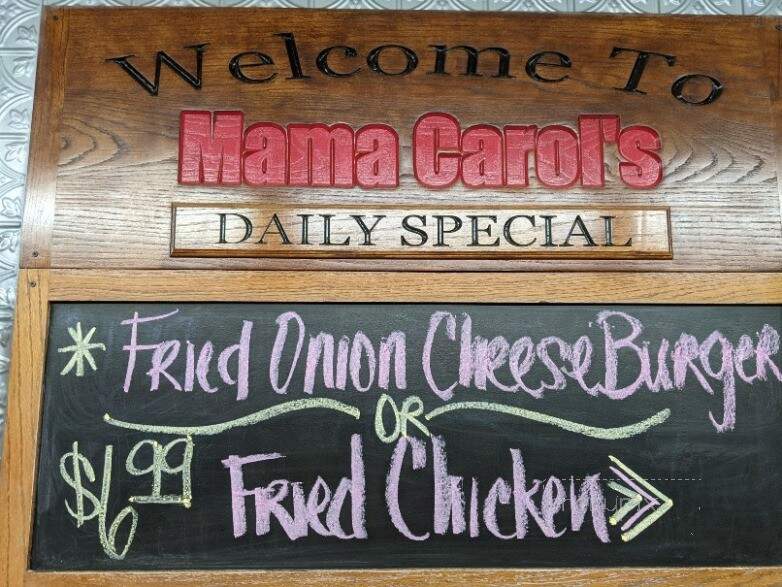 Welcome To
Mama Carol's
DAILY SPECIAL
* Fried Onion CheeseBurger
OR
$6.99 Fried Chicken